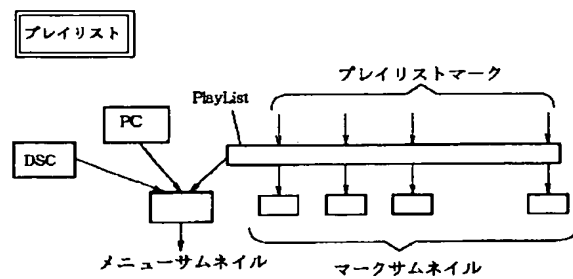 プレイリスト
プレイリストマーク
PlayList
PC
DSC
メニューサムネイル
マークサムネイル